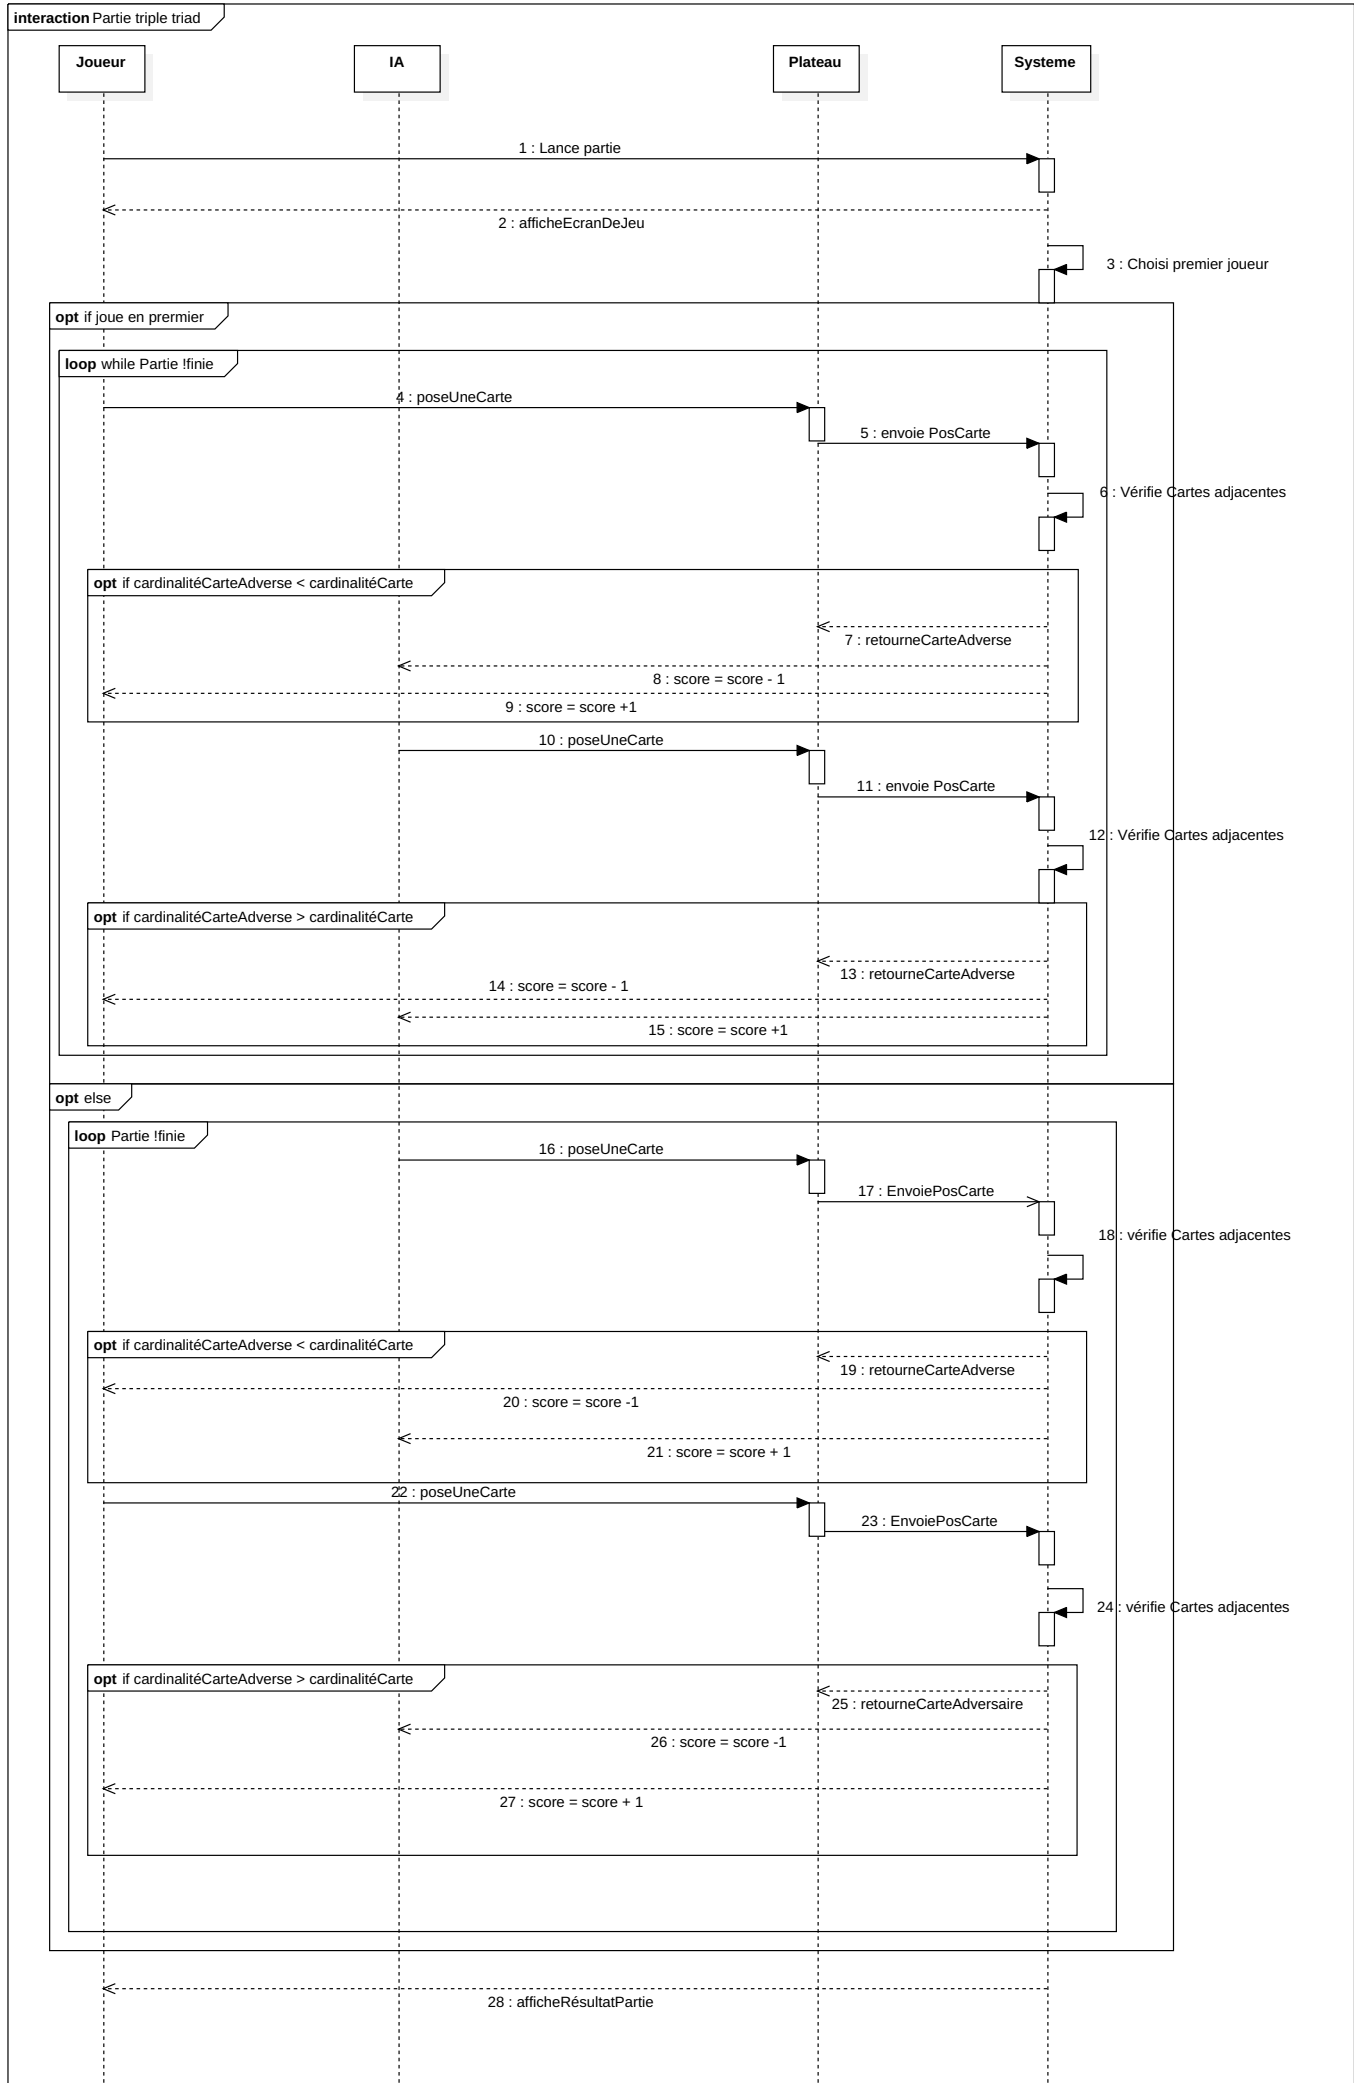 interaction Partie triple triad
Joueur
IA
Plateau
Systeme
1 : Lance partie
2 : afficheEcranDeJeu
3 : Choisi premier joueur
opt if joue en prermier
loop while Partie !finie
4 : poseUneCarte
5 : envoie PosCarte
6 : Vérifie Cartes adjacentes
opt if cardinalitéCarteAdverse < cardinalitéCarte
7 : retourneCarteAdverse
8 : score = score - 1
9 : score = score +1
10 : poseUneCarte
11 : envoie PosCarte
12 : Vérifie Cartes adjacentes
opt if cardinalitéCarteAdverse > cardinalitéCarte
13 : retourneCarteAdverse
14 : score = score - 1
15 : score = score +1
opt else
loop Partie !finie
16 : poseUneCarte
17 : EnvoiePosCarte
18 : vérifie Cartes adjacentes
opt if cardinalitéCarteAdverse < cardinalitéCarte
19 : retourneCarteAdverse
20 : score = score -1
21 : score = score + 1
22 : poseUneCarte
23 : EnvoiePosCarte
24 : vérifie Cartes adjacentes
opt if cardinalitéCarteAdverse > cardinalitéCarte
25 : retourneCarteAdversaire
26 : score = score -1
27 : score = score + 1
28 : afficheRésultatPartie